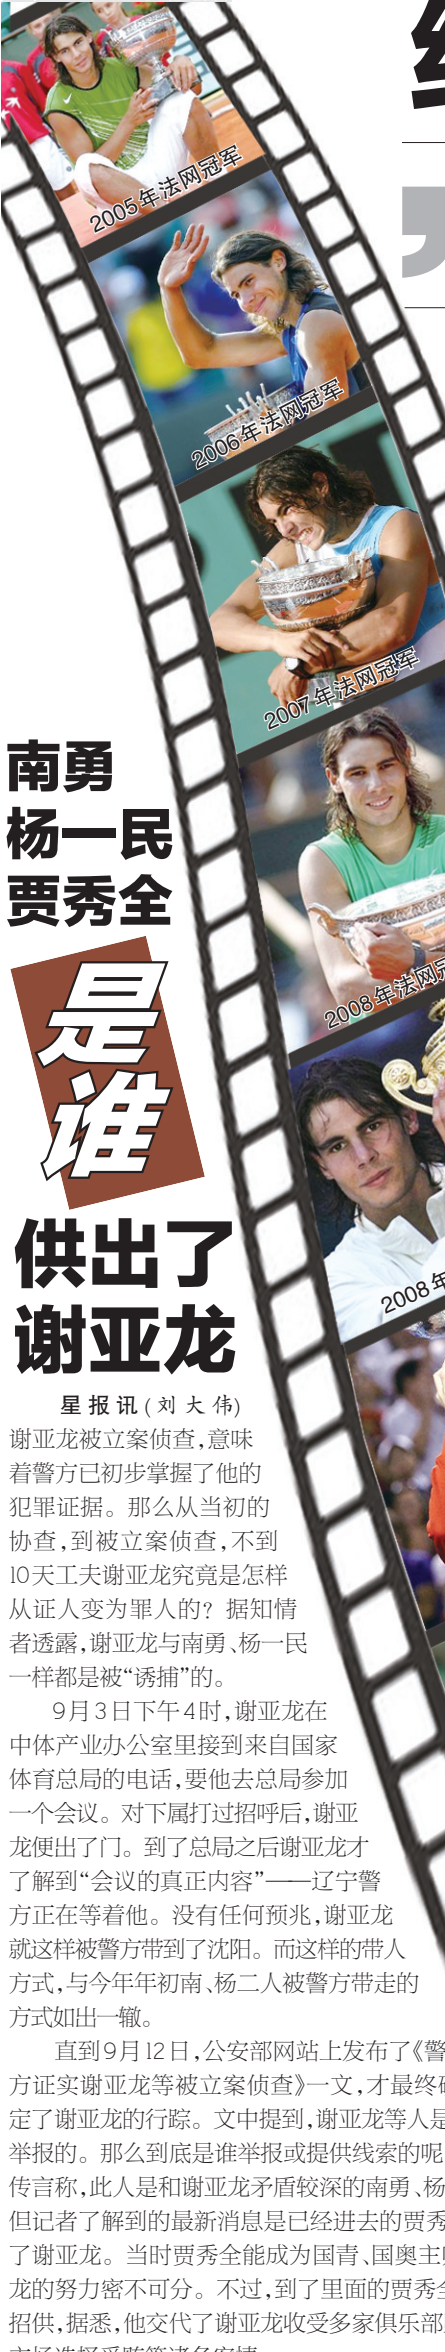 2005年法网冠军
2006年法网冠军
2007年法网冠军
2008年法网
2008年
南勇
杨一民
贾秀全
是
谁
供出了
谢亚龙
星报讯(刘大伟)
谢亚龙被立案侦查,意味
着警方已初步掌握了他的
犯罪证据。那么从当初的
协查,到被立案侦查,不到
10天工夫谢亚龙究竟是怎样
从证人变为罪人的？据知情
者透露,谢亚龙与南勇、杨一民
一样都是被“诱捕”的。
9月3日下午4时,谢亚龙在
中体产业办公室里接到来自国家
体育总局的电话,要他去总局参加
一个会议。对下属打过招呼后,谢亚
龙便出了门。到了总局之后谢亚龙才
了解到“会议的真正内容”——辽宁警
方正在等着他。没有任何预兆,谢亚龙
就这样被警方带到了沈阳。而这样的带人
方式,与今年年初南、杨二人被警方带走的
方式如出一辙。
直到9月12日,公安部网站上发布了《警
方证实谢亚龙等被立案侦查》一文,才最终
定了谢亚龙的行踪。文中提到,谢亚龙等人是
举报的。那么到底是谁举报或提供线索的呢
传言称,此人是和谢亚龙矛盾较深的南勇、杨
但记者了解到的最新消息是已经进去的贾秀
了谢亚龙。当时贾秀全能成为国青、国奥主
龙的努力密不可分。不过,到了里面的贾秀全
招供,据悉,他交代了谢亚龙收受多家俱乐部